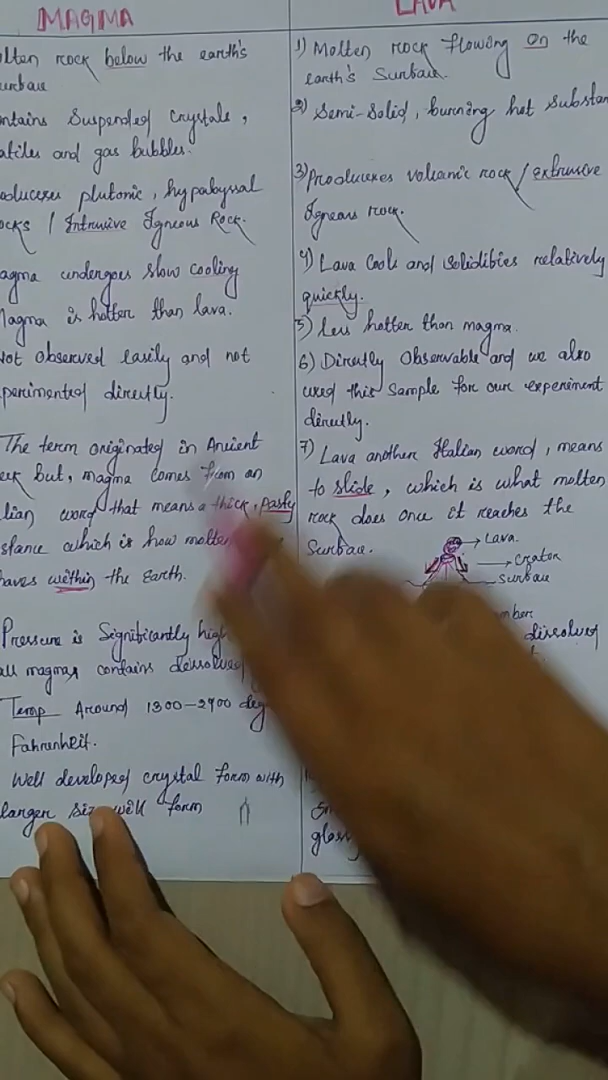 MAGMA
lten rock below the earth's
urface
ntains Suspended crystals,
atiles and gas bubbles.
oduces plutonic, hypabyssal
ocks / Intrusive Igneous Rock.
agma undergoes slow cooling
agma is hotter than lava.
Not observed easily and not
perimented directly.
The term originated in Ancient
eek but, magma comes from an
lian word that means a thick, pasty
stance which is how molte
haves within the Earth.
Pressure is Significantly high
all magmas contains dissolved
Temp Around 1300-2400 deg
Fahrenheit.
Well developed crystal form with
larger size will form
LAVA
1) Molten rock flowing on the
earth's Surface.
2) Semi-Solid, burning hot substan
3) Produces volcanic rock / extrusive
Igneous rock.
4) Lava Cools and Solidifies relatively
quickly.
5) less hotter than magma.
6) Directly Observable and we also
used this Sample for our experiment
directly.
7) Lava another Italian word, means
to slide, which is what molten
rock does once it reaches the
Surface.
Lava.
Crater
Surface
dissolved